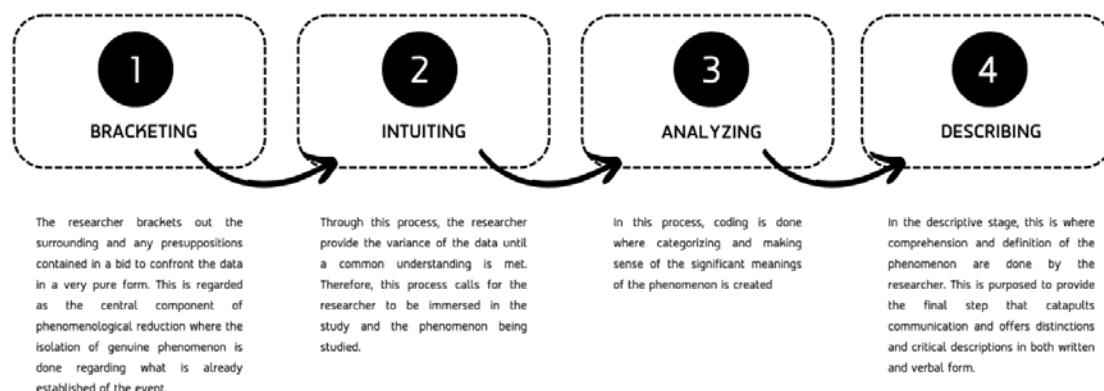 1
BRACKETING
The researcher brackets out the
surrounding and any presuppositions
contained in a bid to confront the data
in a very pure form. This is regarded
as the central component of
phenomenological reduction where the
isolation of genuine phenomenon is
done regarding what is already
established of the event.
2
INTUITING
Through this process, the researcher
provide the variance of the data until
a common understanding is met.
Therefore, this process calls for the
researcher to be immersed in the
study and the phenomenon being
studied.
3
ANALYZING
In this process, coding is done
where categorizing and making
sense of the significant meanings
of the phenomenon is created
4
DESCRIBING
In the descriptive stage, this is where
comprehension and definition of the
phenomenon are done by the
researcher. This is purposed to provide
the final step that catapults
communication and offers distinctions
and critical descriptions in both written
and verbal form.